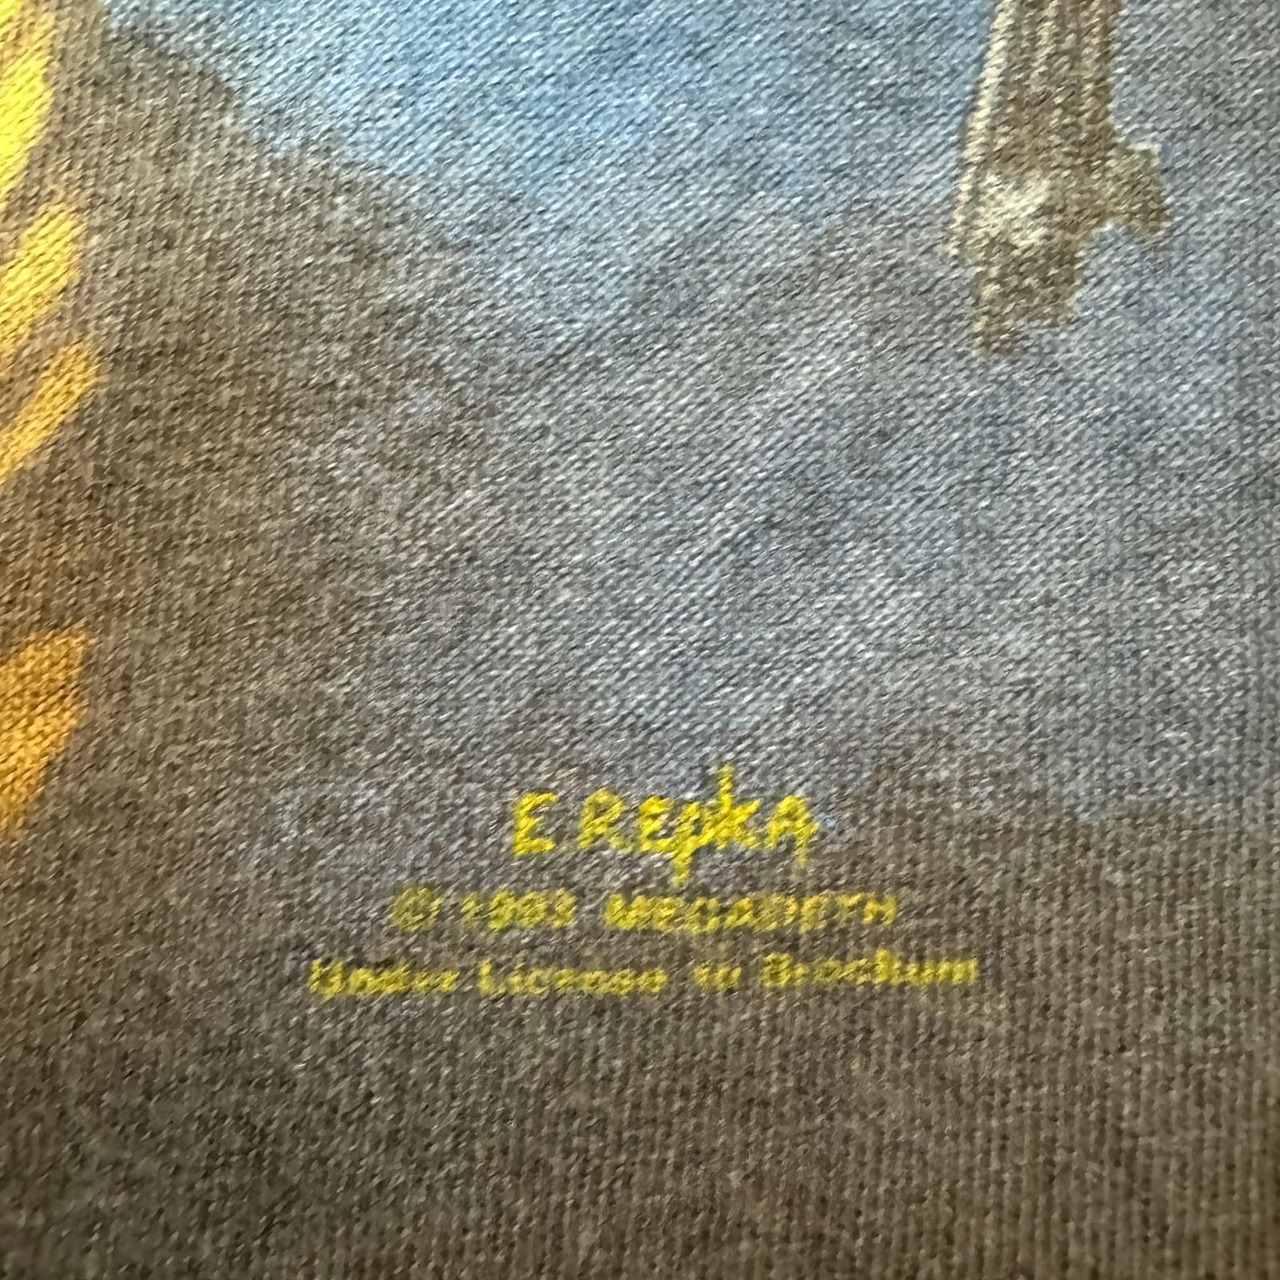 E REpkA
© 1993 MEGADETH
Under License to Brockum